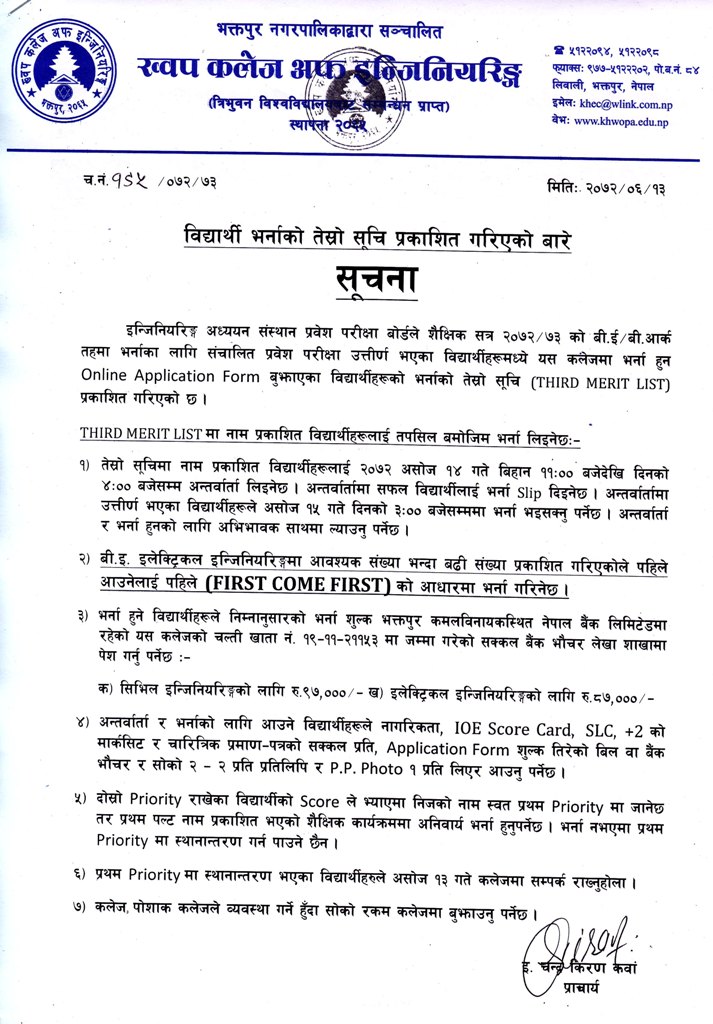 भक्तपुर नगरपालिकाद्वारा सञ्चालित
ख्वप कलेज अफ इन्जिनियरिङ्ग
(त्रिभुवन विश्वविद्यालयबाट सम्बन्धन प्राप्त)
स्थापना २०६५
ख्वप कलेज अफ इन्जिनियरिङ्ग
भक्तपुर, २०६५
☎ ५१२२०९४, ५१२२०९८
फ्याक्सः ९७७-५१२२२०२, पो.ब.नं. ८४
लिवाली, भक्तपुर, नेपाल
इमेलः khec@wlink.com.np
वेभः www.khwopa.edu.np
च.नं. १९५ /०७२/७३
मितिः २०७२/०६/१३
विद्यार्थी भर्नाको तेस्रो सूचि प्रकाशित गरिएको बारे
सूचना
इन्जिनियरिङ्ग अध्ययन संस्थान प्रवेश परीक्षा बोर्डले शैक्षिक सत्र २०७२/७३ को बी.ई/बी.आर्क
तहमा भर्नाका लागि संचालित प्रवेश परीक्षा उत्तीर्ण भएका विद्यार्थीहरूमध्ये यस कलेजमा भर्ना हुन
Online Application Form बुझाएका विद्यार्थीहरूको भर्नाको तेस्रो सूचि (THIRD MERIT LIST)
प्रकाशित गरिएको छ ।
THIRD MERIT LIST मा नाम प्रकाशित विद्यार्थीहरूलाई तपसिल बमोजिम भर्ना लिइनेछः-
१) तेस्रो सूचिमा नाम प्रकाशित विद्यार्थीहरूलाई २०७२ असोज १४ गते बिहान ११:०० बजेदेखि दिनको
४:०० बजेसम्म अन्तर्वार्ता लिइनेछ । अन्तर्वार्तामा सफल विद्यार्थीलाई भर्ना Slip दिइनेछ । अन्तर्वार्तामा
उत्तीर्ण भएका विद्यार्थीहरूले असोज १५ गते दिनको ३:०० बजेसम्ममा भर्ना भइसक्नु पर्नेछ । अन्तर्वार्ता
र भर्ना हुनको लागि अभिभावक साथमा ल्याउनु पर्नेछ ।
२) बी.इ. इलेक्ट्रिकल इन्जिनियरिङ्गमा आवश्यक संख्या भन्दा बढी संख्या प्रकाशित गरिएकोले पहिले
आउनेलाई पहिले (FIRST COME FIRST) को आधारमा भर्ना गरिनेछ ।
३) भर्ना हुने विद्यार्थीहरूले निम्नानुसारको भर्ना शुल्क भक्तपुर कमलविनायकस्थित नेपाल बैंक लिमिटेडमा
रहेको यस कलेजको चल्ती खाता नं. १९-११-२११५३ मा जम्मा गरेको सक्कल बैंक भौचर लेखा शाखामा
पेश गर्नु पर्नेछ :-
क) सिभिल इन्जिनियरिङ्गको लागि रु.९७,०००/- ख) इलेक्ट्रिकल इन्जिनियरिङ्गको लागि रु.८७,०००/-
४) अन्तर्वार्ता र भर्नाको लागि आउने विद्यार्थीहरूले नागरिकता, IOE Score Card, SLC, +2 को
मार्कसिट र चारित्रिक प्रमाण-पत्रको सक्कल प्रति, Application Form शुल्क तिरेको बिल वा बैंक
भौचर र सोको २ - २ प्रति प्रतिलिपि र P.P. Photo १ प्रति लिएर आउनु पर्नेछ ।
५) दोस्रो Priority राखेका विद्यार्थीको Score ले भ्याएमा निजको नाम स्वत प्रथम Priority मा जानेछ
तर प्रथम पल्ट नाम प्रकाशित भएको शैक्षिक कार्यक्रममा अनिवार्य भर्ना हुनुपर्नेछ । भर्ना नभएमा प्रथम
Priority मा स्थानान्तरण गर्न पाउने छैन ।
६) प्रथम Priority मा स्थानान्तरण भएका विद्यार्थीहरुले असोज १३ गते कलेजमा सम्पर्क राख्नुहोला ।
७) कलेज, पोशाक कलेजले व्यवस्था गर्ने हुँदा सोको रकम कलेजमा बुझाउनु पर्नेछ ।
इ. चन्द्र किरण कवां
प्राचार्य